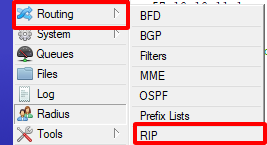 Routing
System
Queues
Files
Log
Radius
Tools
BFD
BGP
Filters
MME
OSPF
Prefix Lists
RIP